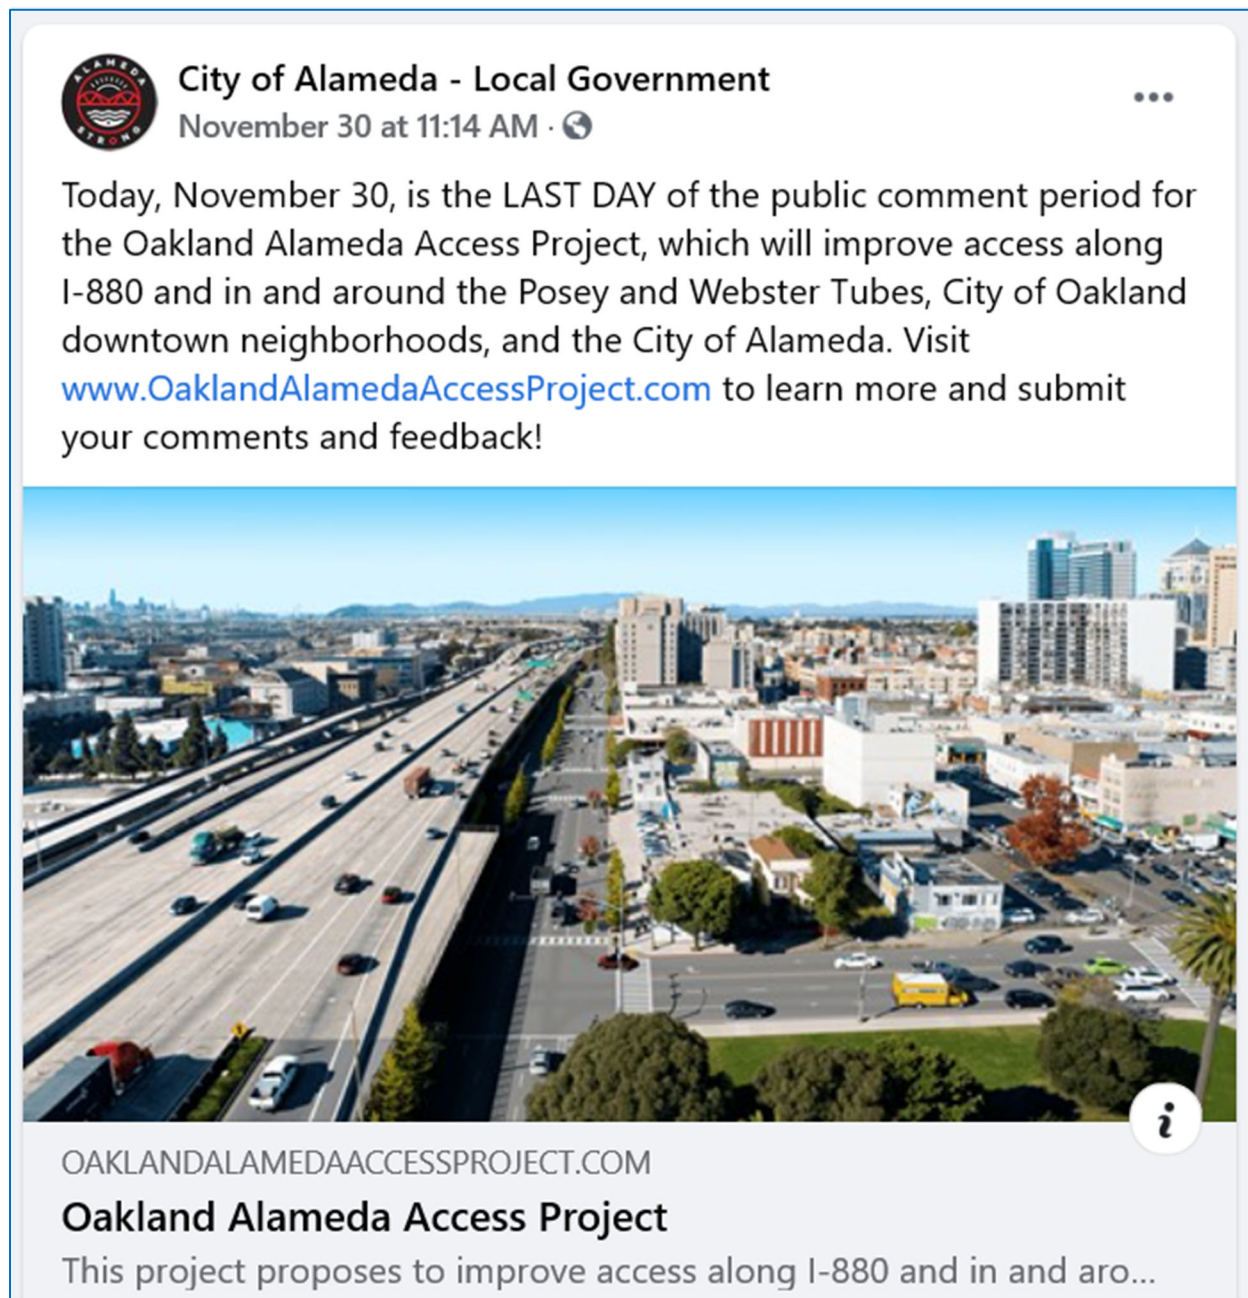 ALAMEDA
STRONG
City of Alameda - Local Government
November 30 at 11:14 AM ·
Today, November 30, is the LAST DAY of the public comment period for
the Oakland Alameda Access Project, which will improve access along
I-880 and in and around the Posey and Webster Tubes, City of Oakland
downtown neighborhoods, and the City of Alameda. Visit
www.OaklandAlamedaAccessProject.com to learn more and submit
your comments and feedback!
i
OAKLANDALAMEDAACCESSPROJECT.COM
Oakland Alameda Access Project
This project proposes to improve access along I-880 and in and aro...